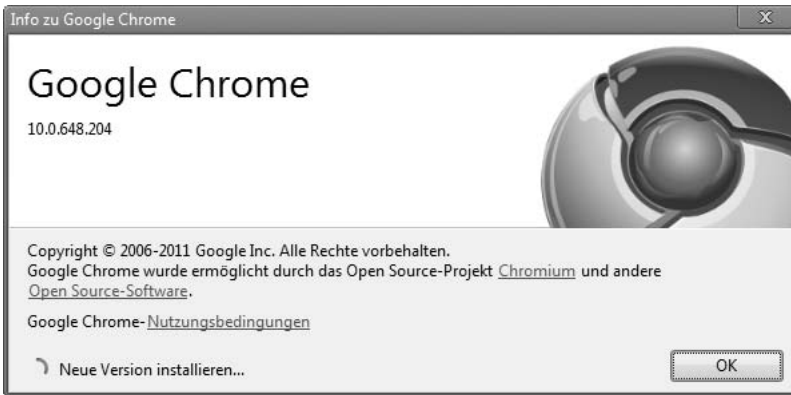 Info zu Google Chrome
Google Chrome
10.0.648.204
Copyright © 2006-2011 Google Inc. Alle Rechte vorbehalten.
Google Chrome wurde ermöglicht durch das Open Source-Projekt Chromium und andere
Open Source-Software.
Google Chrome-Nutzungsbedingungen
Neue Version installieren...
OK